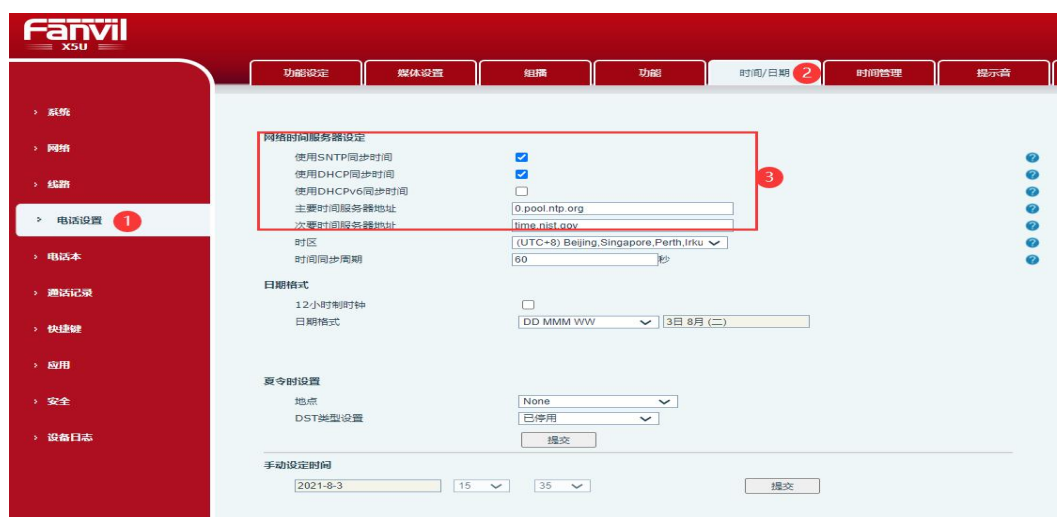 Fanvil
X5U
功能设定 媒体设置 组播 功能 时间/日期 2 时间管理 提示音
› 系统
› 网络
› 线路
› 电话设置 1
› 电话本
› 通话记录
› 快捷键
› 应用
› 安全
› 设备日志
网络时间服务器设定
使用SNTP同步时间
使用DHCP同步时间
3
使用DHCPv6同步时间
主要时间服务器地址 0.pool.ntp.org
次要时间服务器地址 time.nist.gov
时区 (UTC+8) Beijing,Singapore,Perth,Irku
时间同步周期 60 秒
日期格式
12小时制时钟
日期格式 DD MMM WW 3日 8月 (二)
夏令时设置
地点 None
DST类型设置 已停用
提交
手动设定时间
2021-8-3 15 35 提交